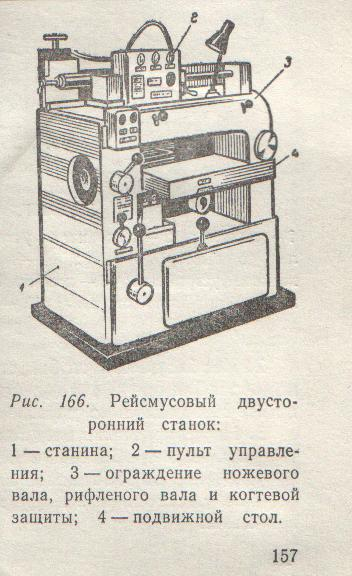 2
3
4
1
Рис. 166. Рейсмусовый двусто-
ронний станок:
1 — станина; 2 — пульт управле-
ния; 3 — ограждение ножевого
вала, рифленого вала и когтевой
защиты; 4 — подвижной стол.
157